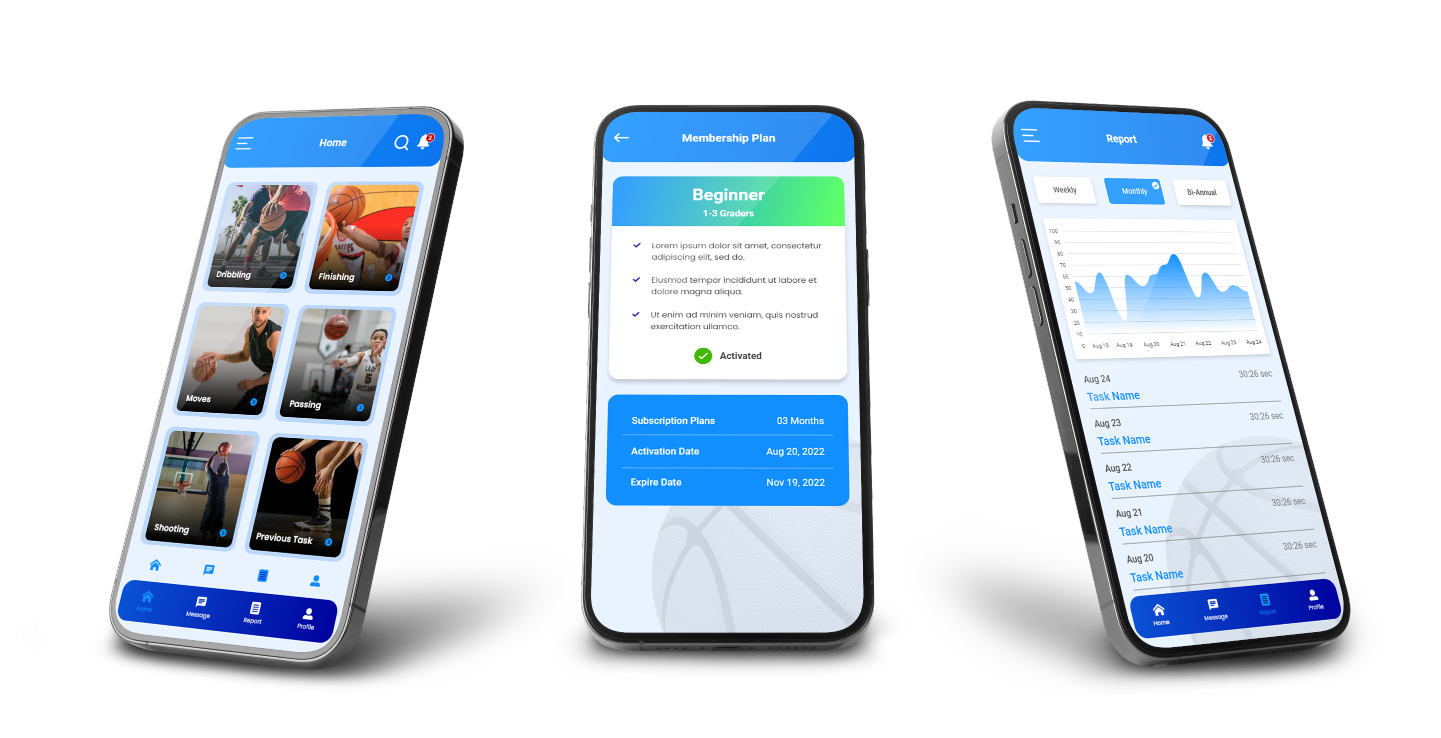 Home
2
Dribbling
Finishing
Moves
Passing
LADY
5
MUSTANGS
Shooting
Previous Task
Home
Message
Report
Profile
Membership Plan
Beginner
1-3 Graders
Lorem ipsum dolor sit amet, consectetur
adipiscing elit, sed do.
Eiusmod tempor incididunt ut labore et
dolore magna aliqua.
Ut enim ad minim veniam, quis nostrud
exercitation ullamco.
Activated
Subscription Plans 03 Months
Activation Date Aug 20, 2022
Expire Date Nov 19, 2022
Report
2
Weekly Monthly Bi-Annual
100
90
80
70
60
50
40
30
20
10
0 Aug 18 Aug 19 Aug 20 Aug 21 Aug 22 Aug 23 Aug 24
Aug 24 30:26 sec
Task Name
Aug 23 30:26 sec
Task Name
Aug 22 30:26 sec
Task Name
Aug 21 30:26 sec
Task Name
Aug 20 30:26 sec
Task Name
Home
Message
Report
Profile